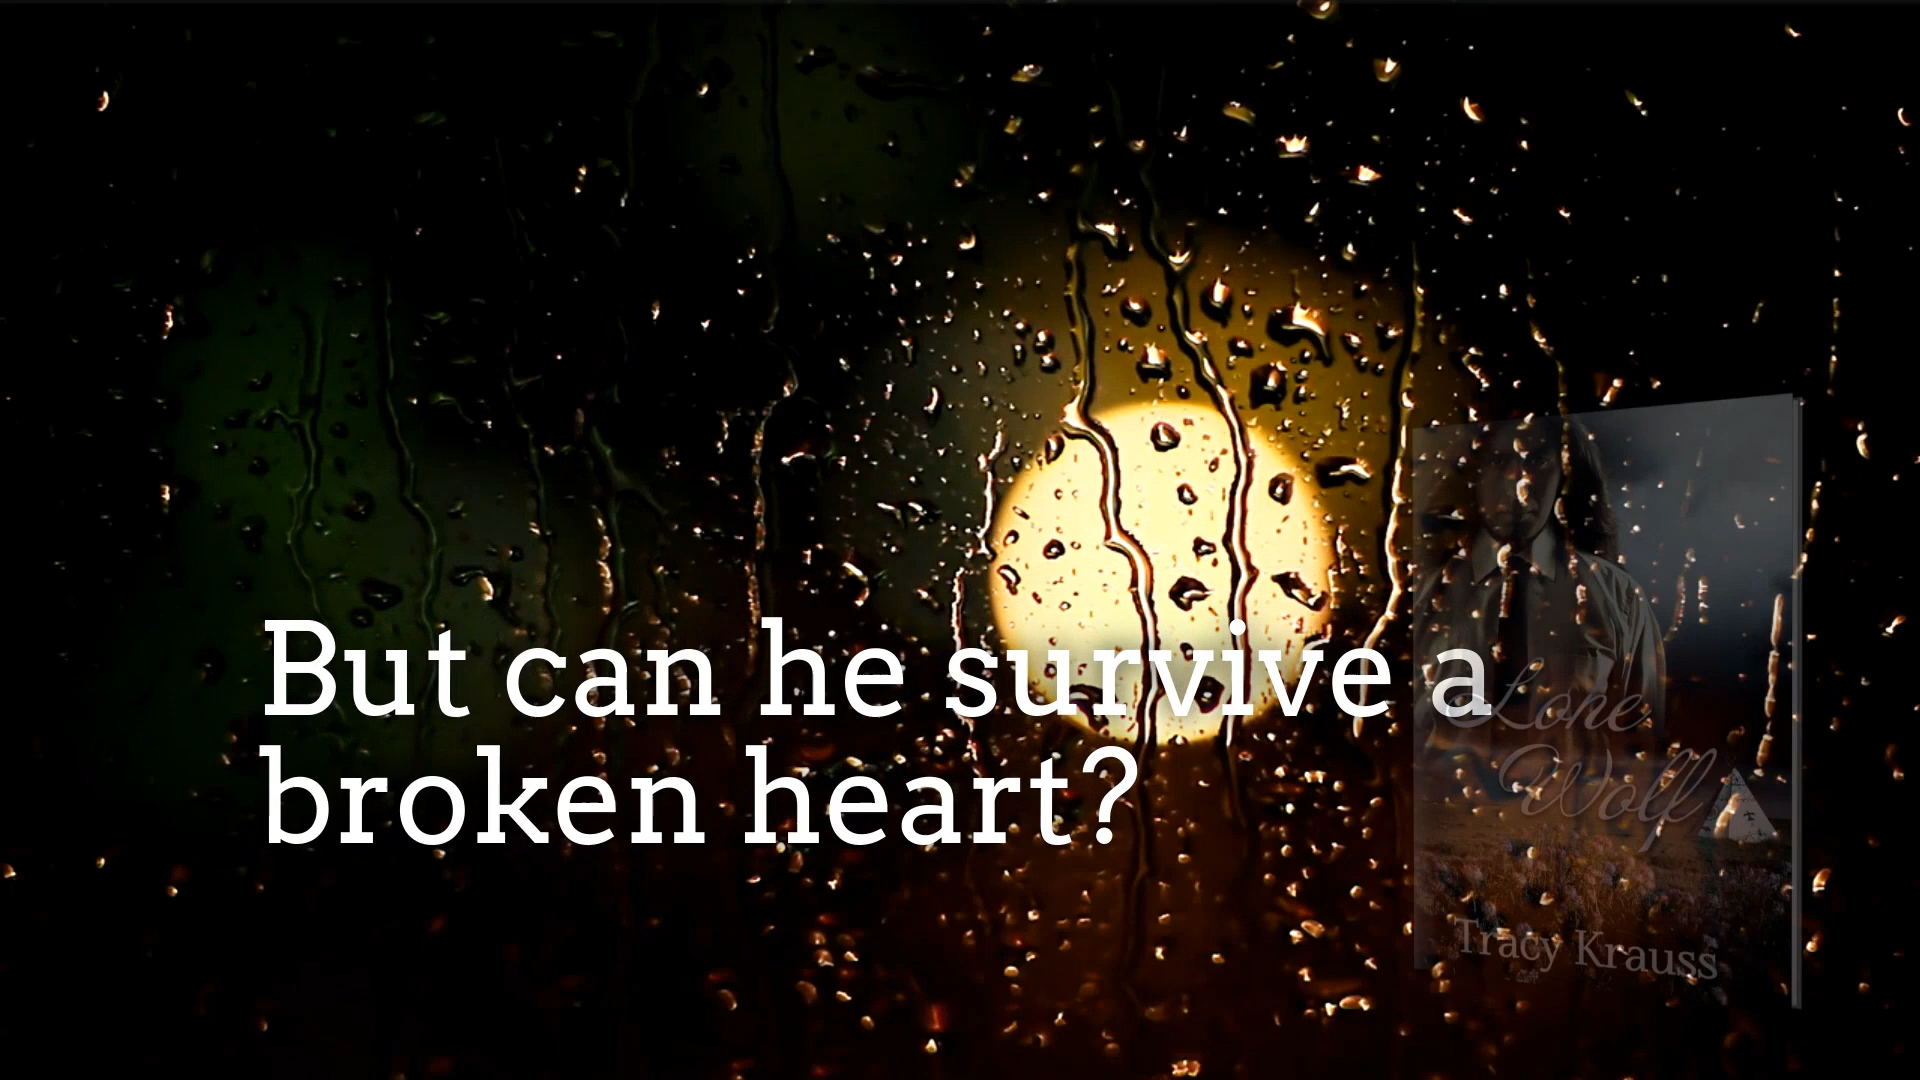 But can he survive a
broken heart?
Lone
Wolf
Tracy Krauss